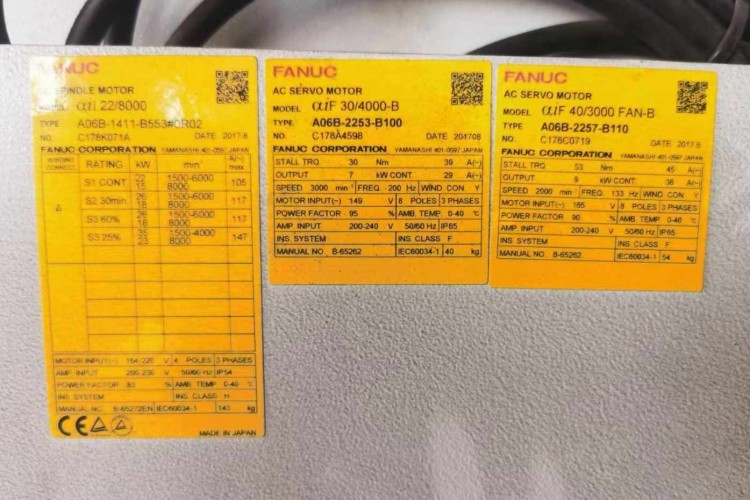 FANUC
AC SPINDLE MOTOR
MODEL αi 22/8000
TYPE A06B-1411-B553#0R02
NO. C178K071A DATE 2017.6
FANUC CORPORATION YAMANASHI 401-0597 JAPAN
WINDING CONNECT RATING kW min⁻¹ A(~) max
S1 CONT. 22 1500-6000 105
15 8000
S2 30min 26 1500-6000 117
18 8000
S3 60% 26 1500-6000 117
18 8000
S3 25% 1500-4000 147
8000
MOTOR INPUT(~) 164-226 V 4 POLES 3 PHASES
AMP. INPUT 200-230 V 50/60 Hz IP54
POWER FACTOR 83 % AMB. TEMP. 0-40 ℃
INS. SYSTEM INS. CLASS H
MANUAL NO. B-65272EN IEC60034-1 143 kg
CE
MADE IN JAPAN
FANUC
AC SERVO MOTOR
MODEL αiF 30/4000-B
TYPE A06B-2253-B100
NO. C178A459B DATE 201708
FANUC CORPORATION YAMANASHI 401-0597 JAPAN
STALL TRQ. 30 Nm 39 A(~)
OUTPUT 7 kW CONT. 29 A(~)
SPEED 3000 min⁻¹ FREQ. 200 Hz WIND CON Y
MOTOR INPUT(~) 149 V 8 POLES 3 PHASES
POWER FACTOR 95 % AMB. TEMP. 0-40 ℃
AMP. INPUT 200-240 V 50/60 Hz IP65
INS. SYSTEM INS. CLASS F
MANUAL NO. B-65262 IEC60034-1 40 kg
FANUC
AC SERVO MOTOR
MODEL αiF 40/3000 FAN-B
TYPE A06B-2257-B110
NO. C176C0719 DATE 2017.6
FANUC CORPORATION YAMANASHI 401-0597 JAPAN
STALL TRQ. 53 Nm 45 A(~)
OUTPUT 9 kW CONT. 38 A(~)
SPEED 2000 min⁻¹ FREQ. 133 Hz WIND CON Y
MOTOR INPUT(~) 165 V 8 POLES 3 PHASES
POWER FACTOR 90 % AMB. TEMP. 0-40 ℃
AMP. INPUT 200-240 V 50/60 Hz IP65
INS. SYSTEM INS. CLASS F
MANUAL NO. B-65262 IEC60034-1 54 kg